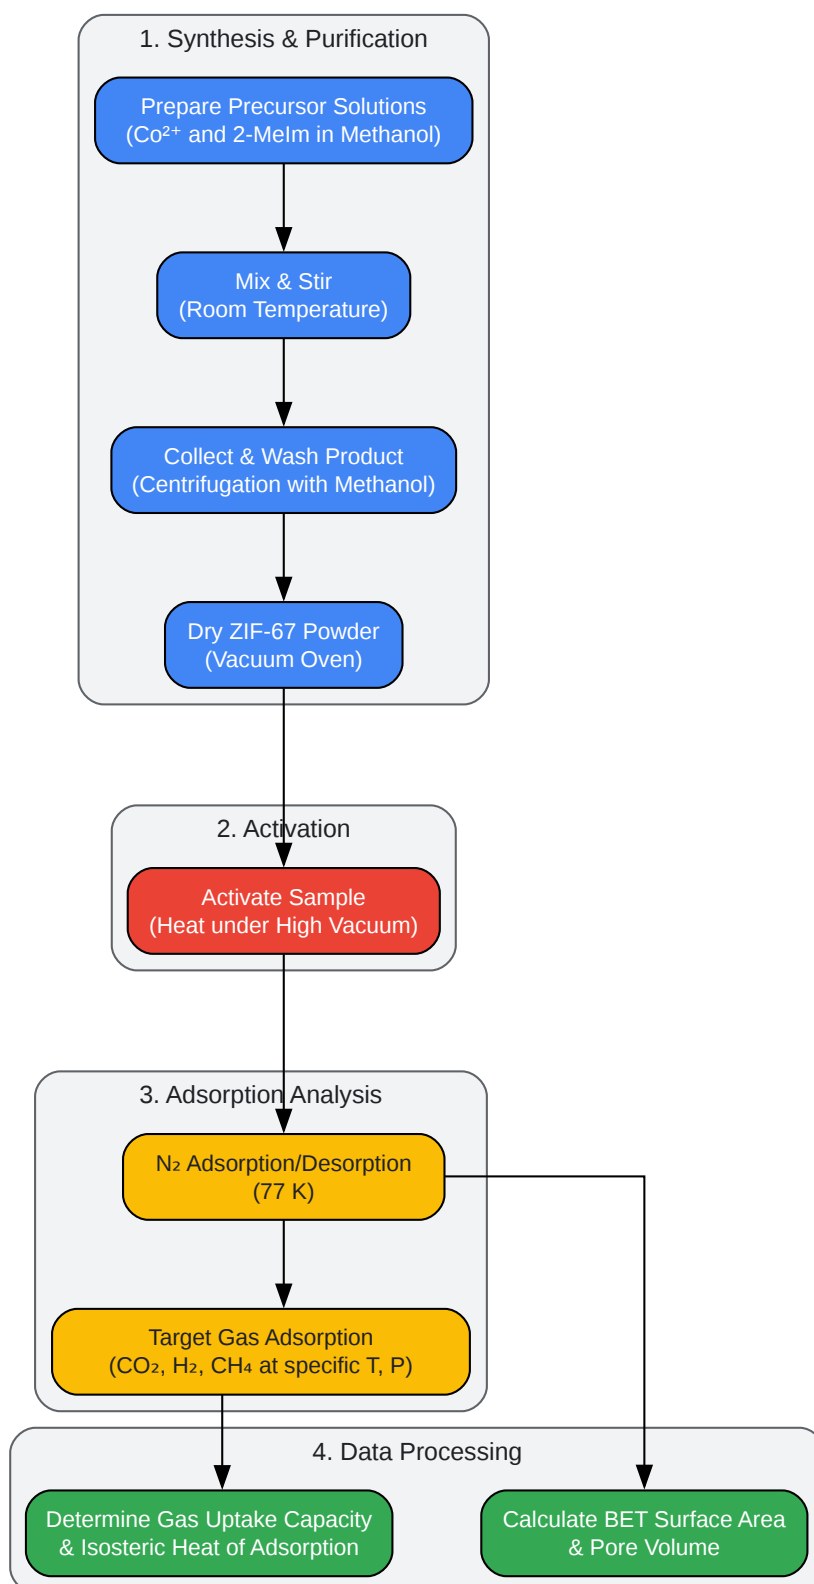 1. Synthesis & Purification
Prepare Precursor Solutions
(Co²⁺ and 2-MeIm in Methanol)
Mix & Stir
(Room Temperature)
Collect & Wash Product
(Centrifugation with Methanol)
Dry ZIF-67 Powder
(Vacuum Oven)
2. Activation
Activate Sample
(Heat under High Vacuum)
3. Adsorption Analysis
N₂ Adsorption/Desorption
(77 K)
Target Gas Adsorption
(CO₂, H₂, CH₄ at specific T, P)
4. Data Processing
Determine Gas Uptake Capacity
& Isosteric Heat of Adsorption
Calculate BET Surface Area
& Pore Volume